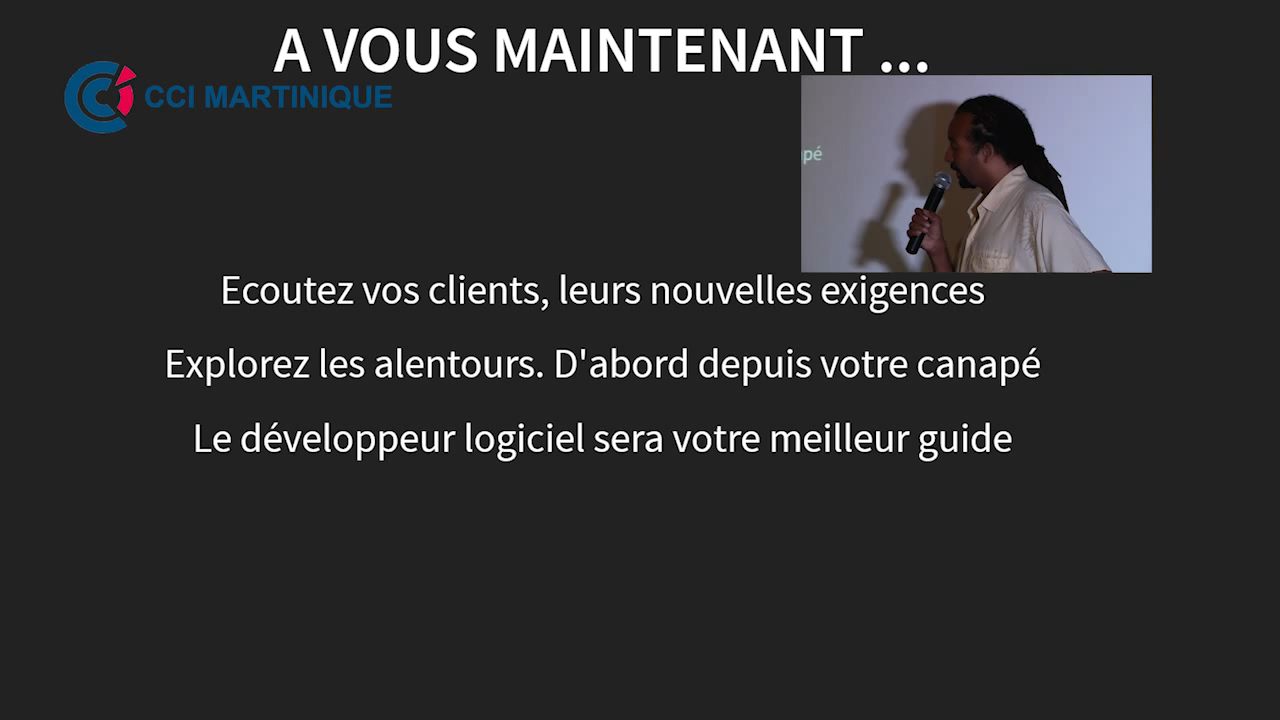 A VOUS MAINTENANT ...
CCI MARTINIQUE
pé
Ecoutez vos clients, leurs nouvelles exigences
Explorez les alentours. D'abord depuis votre canapé
Le développeur logiciel sera votre meilleur guide